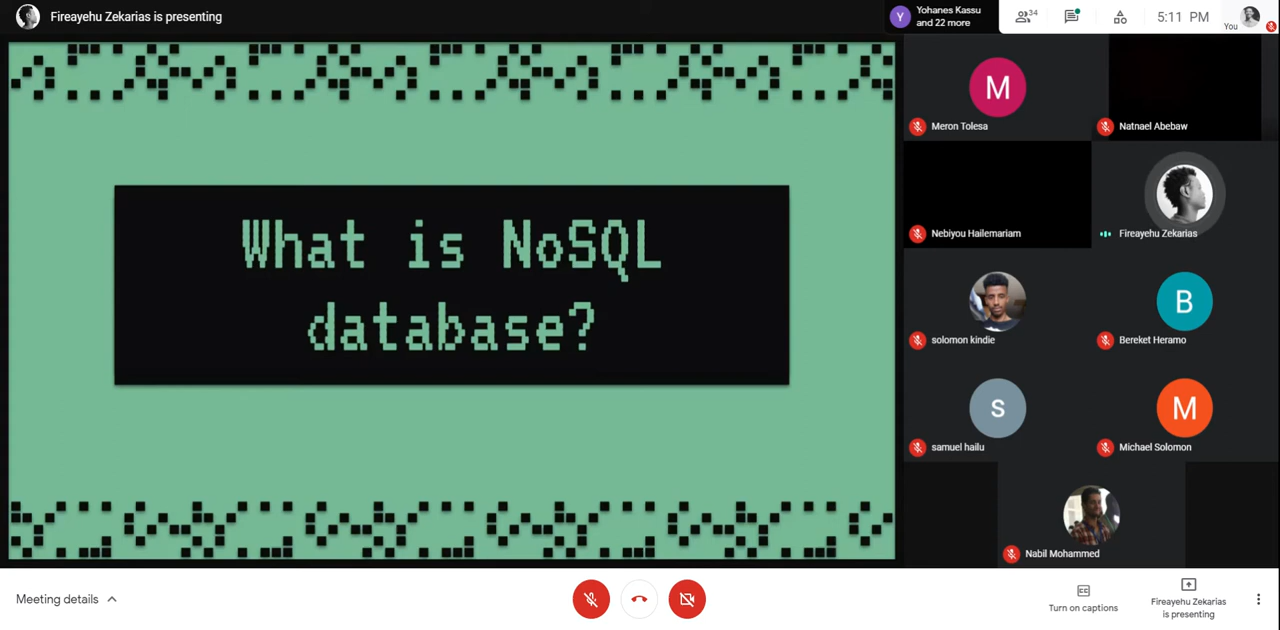 Fireayehu Zekarias is presenting
Y
Yohanes Kassu
and 22 more
34
5:11 PM
You
What is NoSQL
database?
M
Meron Tolesa
Natnael Abebaw
Nebiyou Hailemariam
Fireayehu Zekarias
solomon kindie
B
Bereket Heramo
s
samuel hailu
M
Michael Solomon
Nabil Mohammed
Meeting details
CC
Turn on captions
Fireayehu Zekarias
is presenting